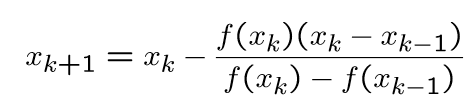 x_{k+1} = x_k - \frac{f(x_k)(x_k - x_{k-1})}{f(x_k) - f(x_{k-1})}